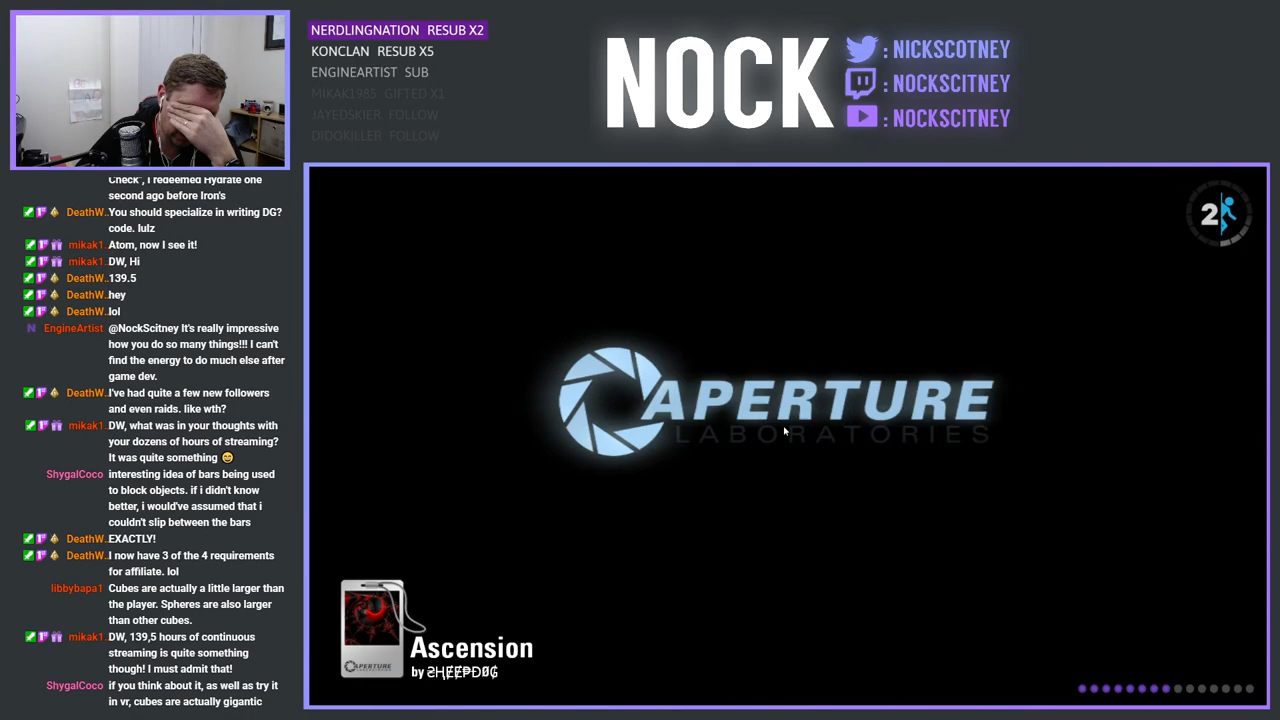 NERDLINGNATION RESUB X2
KONCLAN RESUB X5
ENGINEARTIST SUB
MIKAK1985 GIFTED X1
JAYEDSKIER FOLLOW
DIDOKILLER FOLLOW
NOCK
: NICKSCOTNEY
: NOCKSCITNEY
: NOCKSCITNEY
Check", I redeemed Hydrate one
second ago before Iron's
DeathW..You should specialize in writing DG?
code. lulz
mikak1..Atom, now I see it!
mikak1..DW, Hi
DeathW..139.5
DeathW..hey
DeathW..lol
EngineArtist @NockScitney It's really impressive
how you do so many things!!! I can't
find the energy to do much else after
game dev.
DeathW..I've had quite a few new followers
and even raids. like wth?
mikak1..DW, what was in your thoughts with
your dozens of hours of streaming?
It was quite something 😄
ShygalCoco interesting idea of bars being used
to block objects. if i didn't know
better, i would've assumed that i
couldn't slip between the bars
DeathW..EXACTLY!
DeathW..I now have 3 of the 4 requirements
for affiliate. lol
libbybapa1 Cubes are actually a little larger than
the player. Spheres are also larger
than other cubes.
mikak1..DW, 139,5 hours of continuous
streaming is quite something
though! I must admit that!
ShygalCoco if you think about it, as well as try it
in vr, cubes are actually gigantic
2
APERTURE
LABORATORIES
APERTURE
Ascension
by ƧⱧɆɆ₱ĐØ₲